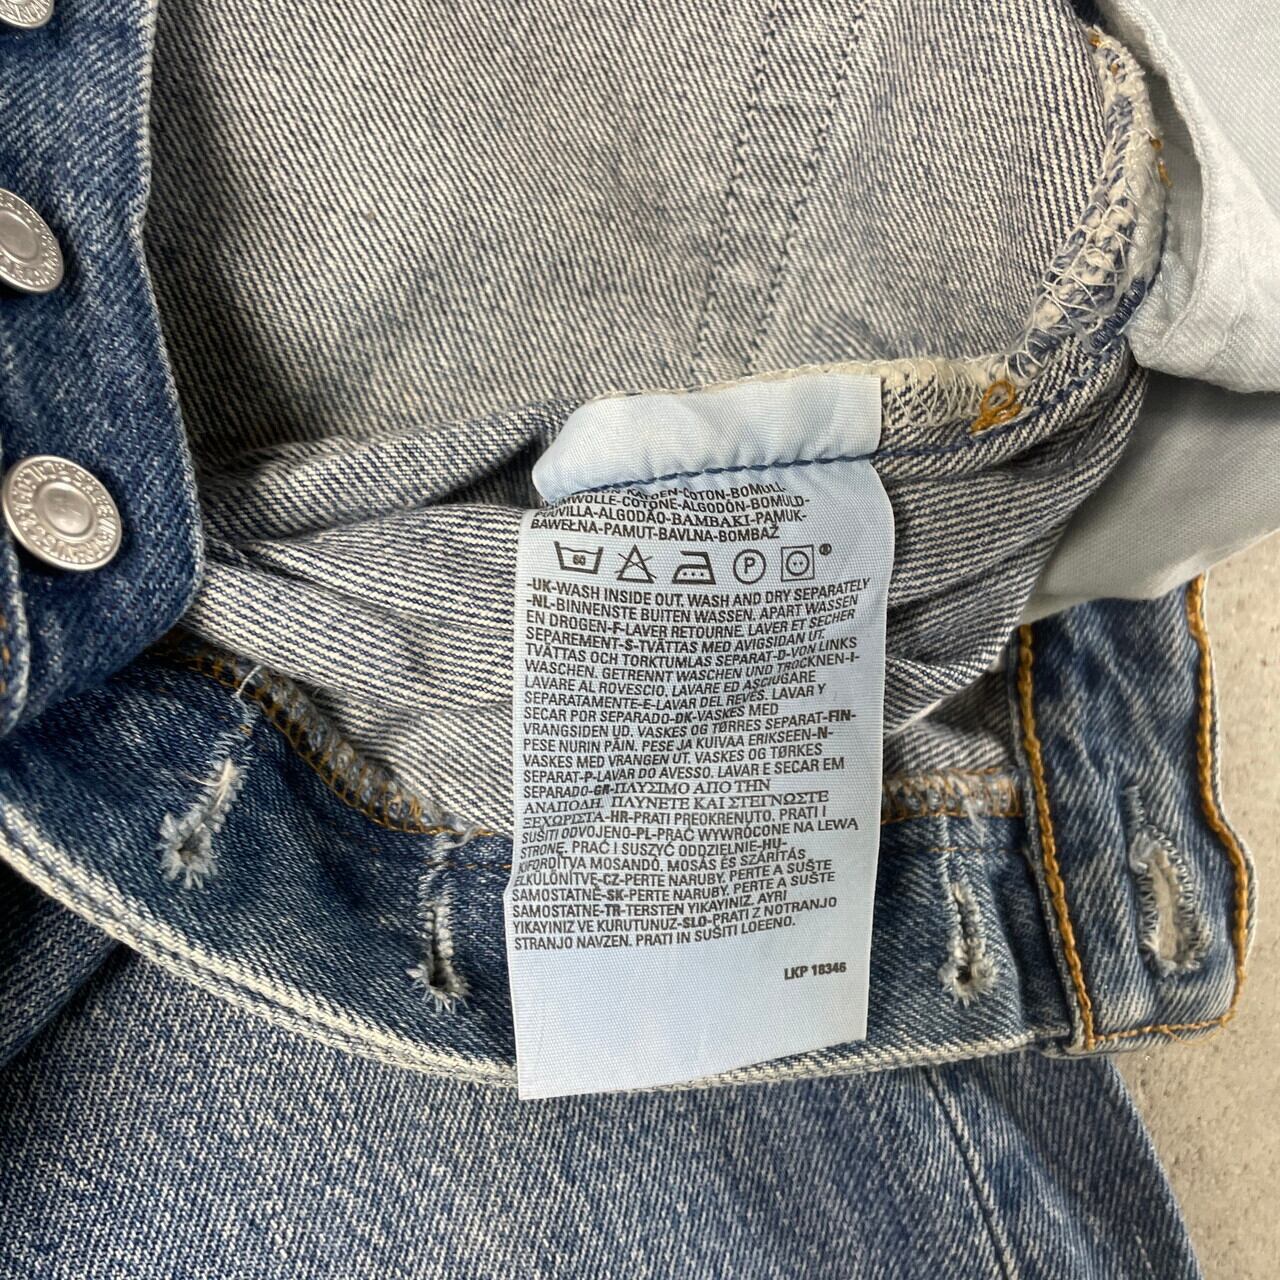 KATOEN-COTON-BOMULL
COTONE-ALGODÓN-BOMULD-
PUUVILLA-ALGODÃO-BAMBAKI-PAMUK-
BAWEŁNA-PAMUT-BAVLNA-BOMBAŽ
60 P ®
-UK-WASH INSIDE OUT. WASH AND DRY SEPARATELY
-NL-BINNENSTE BUITEN WASSEN. APART WASSEN
EN DROGEN-F-LAVER RETOURNE. LAVER ET SECHER
SEPAREMENT-S-TVÄTTAS MED AVIGSIDAN UT.
TVÄTTAS OCH TORKTUMLAS SEPARAT-D-VON LINKS
WASCHEN. GETRENNT WASCHEN UND TROCKNEN-I-
LAVARE AL ROVESCIO. LAVARE ED ASCIUGARE
SEPARATAMENTE-E-LAVAR DEL REVÉS. LAVAR Y
SECAR POR SEPARADO-DK-VASKES MED
VRANGSIDEN UD. VASKES OG TØRRES SEPARAT-FIN-
PESE NURIN PÄIN. PESE JA KUIVAA ERIKSEEN-N-
VASKES MED VRANGEN UT. VASKES OG TØRKES
SEPARAT-P-LAVAR DO AVESSO. LAVAR E SECAR EM
SEPARADO-GR-ΠΛΥΣΙΜΟ ΑΠΟ ΤΗΝ
ΑΝΑΠΟΔΗ. ΠΛΥΝΕΤΕ ΚΑΙ ΣΤΕΓΝΩΣΤΕ
ΞΕΧΩΡΙΣΤΑ-HR-PRATI PREOKRENUTO. PRATI I
SUŠITI ODVOJENO-PL-PRAĆ WYWRÓCONE NA LEWĄ
STRONĘ. PRAĆ I SUSZYĆ ODDZIELNIE-HU-
KIFORDÍTVA MOSANDÓ. MOSÁS ÉS SZÁRÍTÁS
ELKÜLÖNÍTVE-CZ-PERTE NARUBY. PERTE A SUŠTE
SAMOSTATNĚ-SK-PERTE NARUBY. PERTE A SUŠTE
SAMOSTATNE-TR-TERSTEN YIKAYINIZ. AYRI
YIKAYINIZ VE KURUTUNUZ-SLO-PRATI Z NOTRANJO
STRANJO NAVZEN. PRATI IN SUŠITI LOEENO.
LKP 18346